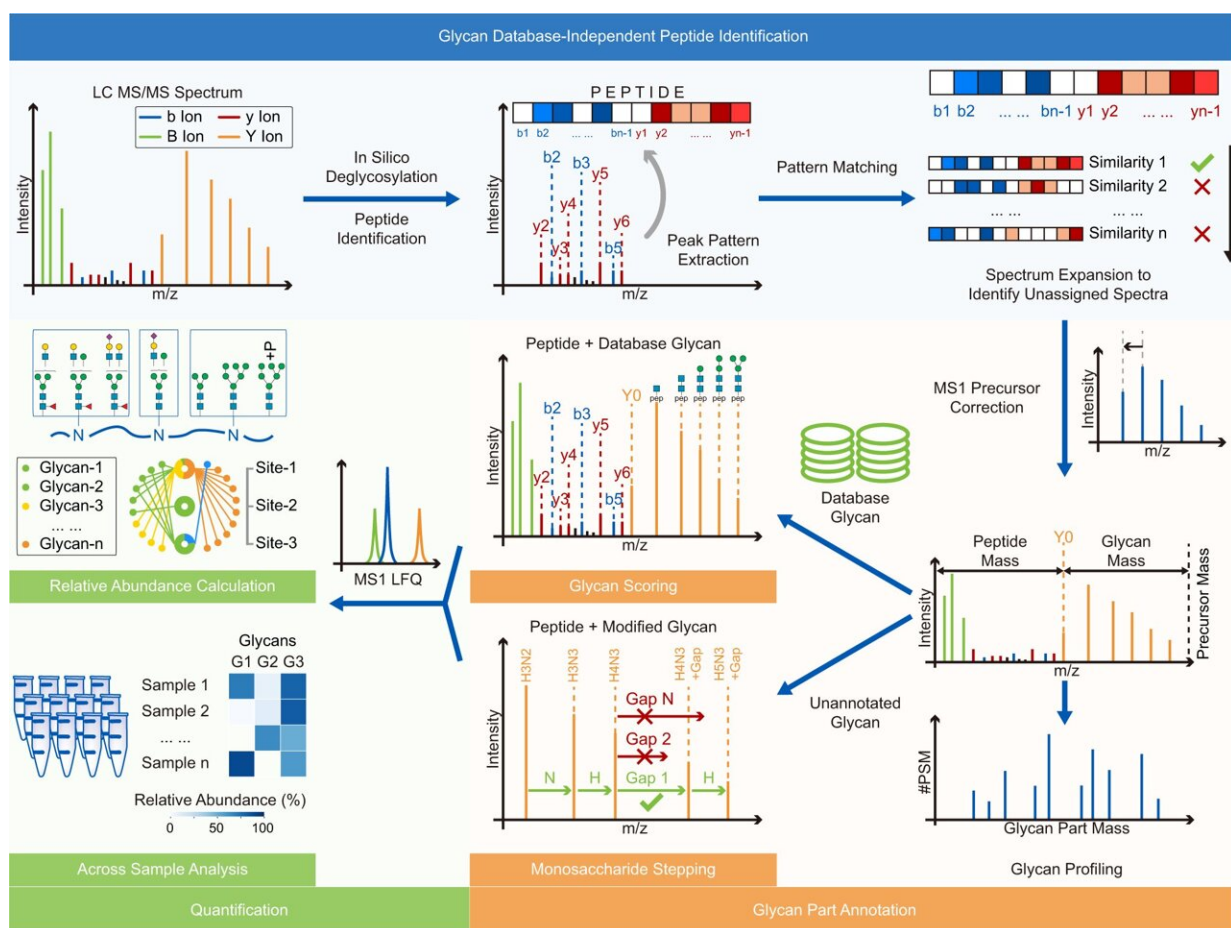 Glycan Database-Independent Peptide Identification
LC MS/MS Spectrum
b Ion
y Ion
B Ion
Y Ion
Intensity
m/z
In Silico
Deglycosylation
Peptide
Identification
P E P T I D E
b1 b2 ... ... bn-1 y1 y2 ... ... yn-1
b2
b3
y5
y4
y2
y3
b5
y6
Intensity
m/z
Peak Pattern
Extraction
Pattern Matching
b1 b2 ... ... bn-1 y1 y2 ... ... yn-1
Similarity 1
Similarity 2
... ... ... ...
Similarity n
Spectrum Expansion to
Identify Unassigned Spectra
MS1 Precursor
Correction
Intensity
m/z
+P
N
N
N
Glycan-1
Glycan-2
Glycan-3
... ...
Glycan-n
Site-1
Site-2
Site-3
Relative Abundance Calculation
MS1 LFQ
Peptide + Database Glycan
Y0
b2
b3
y5
y4
y2
y3
b5
y6
pep
pep
pep
pep
pep
Intensity
m/z
Glycan Scoring
Database
Glycan
Peptide
Mass
Y0
Glycan
Mass
Precursor Mass
Intensity
m/z
Glycans
G1 G2 G3
Sample 1
Sample 2
... ...
Sample n
Relative Abundance (%)
0 50 100
Across Sample Analysis
Peptide + Modified Glycan
H3N2
H3N3
H4N3
H4N3
+Gap
H5N3
+Gap
Gap N
Gap 2
N
H
Gap 1
H
Intensity
m/z
Monosaccharide Stepping
Unannotated
Glycan
#PSM
Glycan Part Mass
Glycan Profiling
Quantification
Glycan Part Annotation